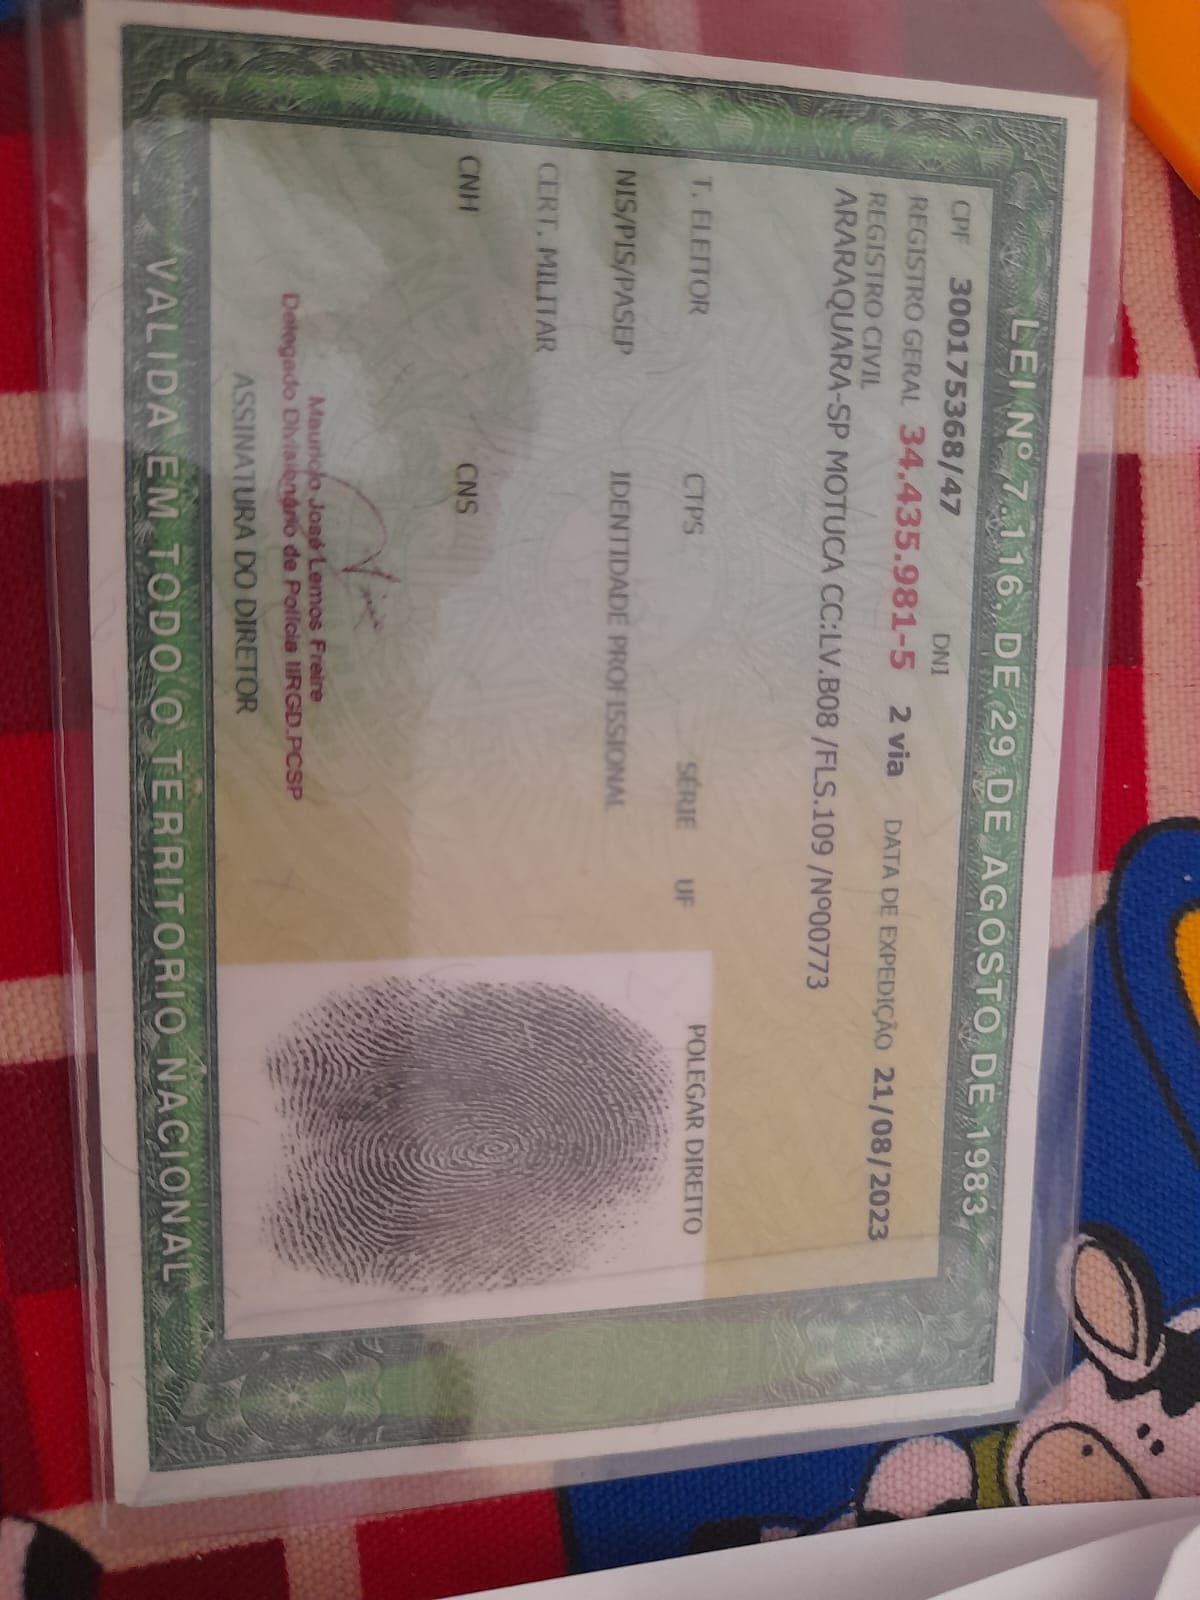 LEI Nº 7.116, DE 29 DE AGOSTO DE 1983
CPF 300175368/47 DNI
REGISTRO GERAL 34.435.981-5 2 via DATA DE EXPEDIÇÃO 21/08/2023
REGISTRO CIVIL
ARARAQUARA-SP MOTUCA CC:LV.B08 /FLS.109 /Nº00773
T. ELEITOR CTPS SÉRIE UF POLEGAR DIREITO
NIS/PIS/PASEP IDENTIDADE PROFISSIONAL
CERT. MILITAR
CNH CNS
Mauricio José Lemos Freire
Delegado Divisionário de Polícia IIRGD.PCSP
ASSINATURA DO DIRETOR
VALIDA EM TODO O TERRITORIO NACIONAL